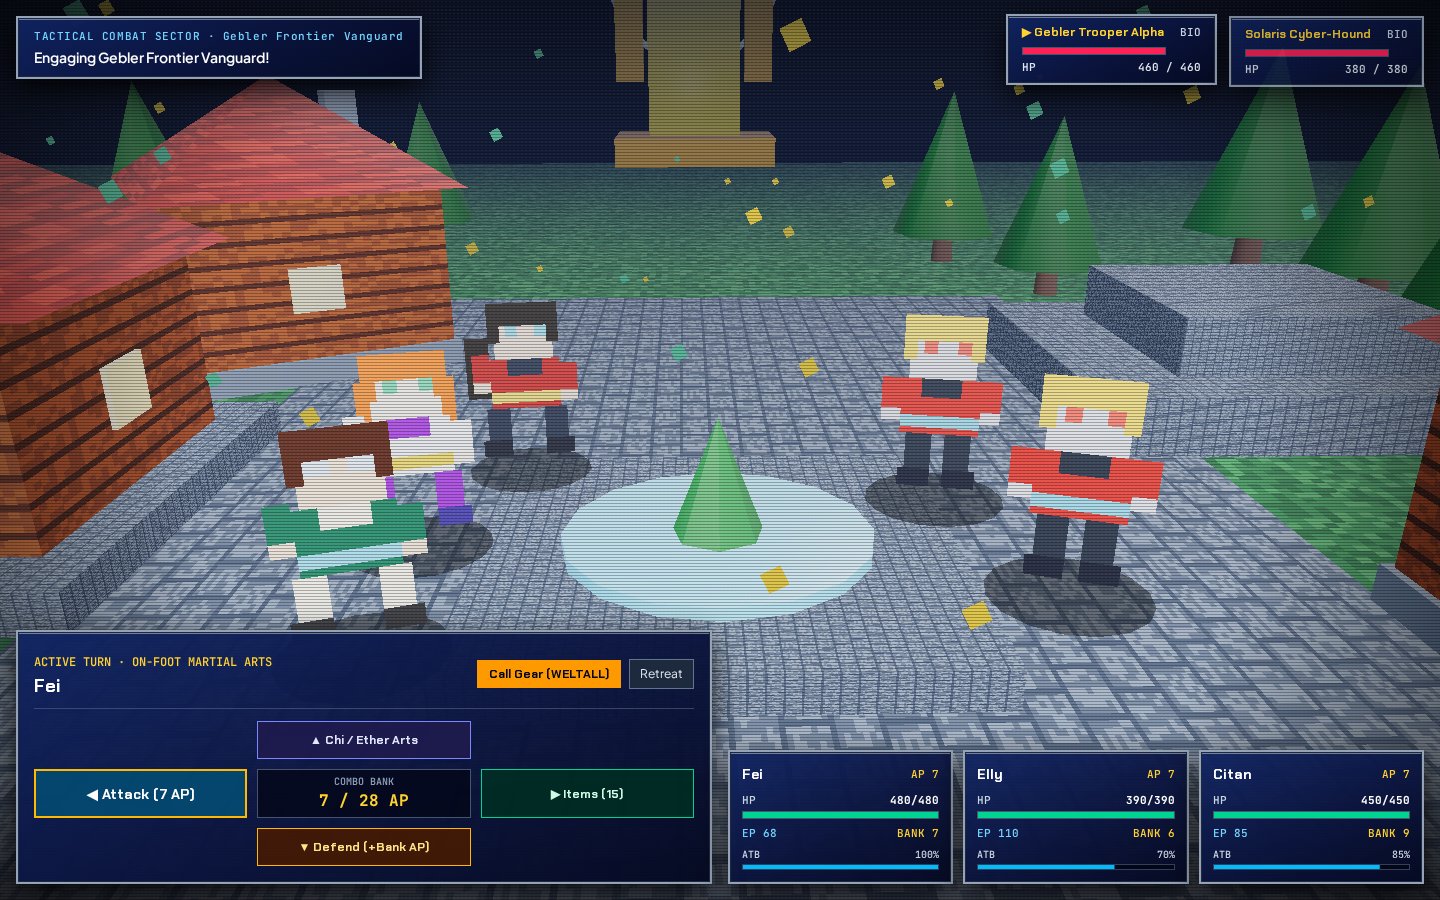 TACTICAL COMBAT SECTOR · Gebler Frontier Vanguard
Engaging Gebler Frontier Vanguard!
▶ Gebler Trooper Alpha BIO
HP 460 / 460
Solaris Cyber-Hound BIO
HP 380 / 380
ACTIVE TURN · ON-FOOT MARTIAL ARTS
Fei
Call Gear (WELTALL)
Retreat
▲ Chi / Ether Arts
◀ Attack (7 AP)
COMBO BANK
7 / 28 AP
▶ Items (15)
▼ Defend (+Bank AP)
Fei AP 7
HP 480/480
EP 68 BANK 7
ATB 100%
Elly AP 7
HP 390/390
EP 110 BANK 6
ATB 70%
Citan AP 7
HP 450/450
EP 85 BANK 9
ATB 85%